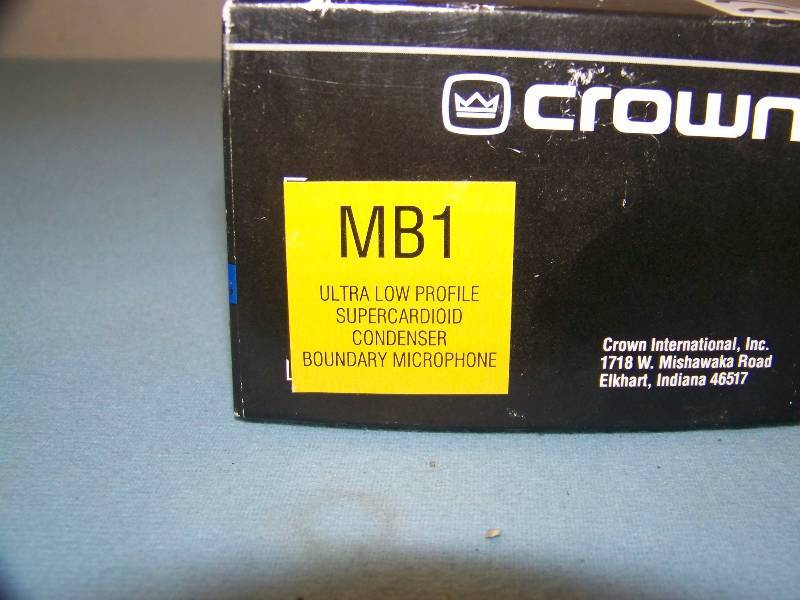 crown
MB1
ULTRA LOW PROFILE
SUPERCARDIOID
CONDENSER
BOUNDARY MICROPHONE
Crown International, Inc.
1718 W. Mishawaka Road
Elkhart, Indiana 46517